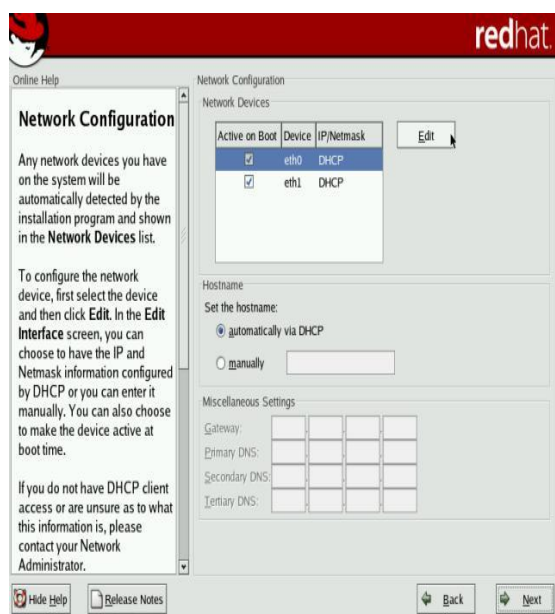 redhat.
Online Help
Network Configuration
Any network devices you have
on the system will be
automatically detected by the
installation program and shown
in the Network Devices list.
To configure the network
device, first select the device
and then click Edit. In the Edit
Interface screen, you can
choose to have the IP and
Netmask information configured
by DHCP or you can enter it
manually. You can also choose
to make the device active at
boot time.
If you do not have DHCP client
access or are unsure as to what
this information is, please
contact your Network
Administrator.
Network Configuration
Network Devices
Active on Boot Device IP/Netmask
eth0 DHCP
eth1 DHCP
Edit
Hostname
Set the hostname:
automatically via DHCP
manually
Miscellaneous Settings
Gateway:
Primary DNS:
Secondary DNS:
Tertiary DNS:
Hide Help
Release Notes
Back
Next